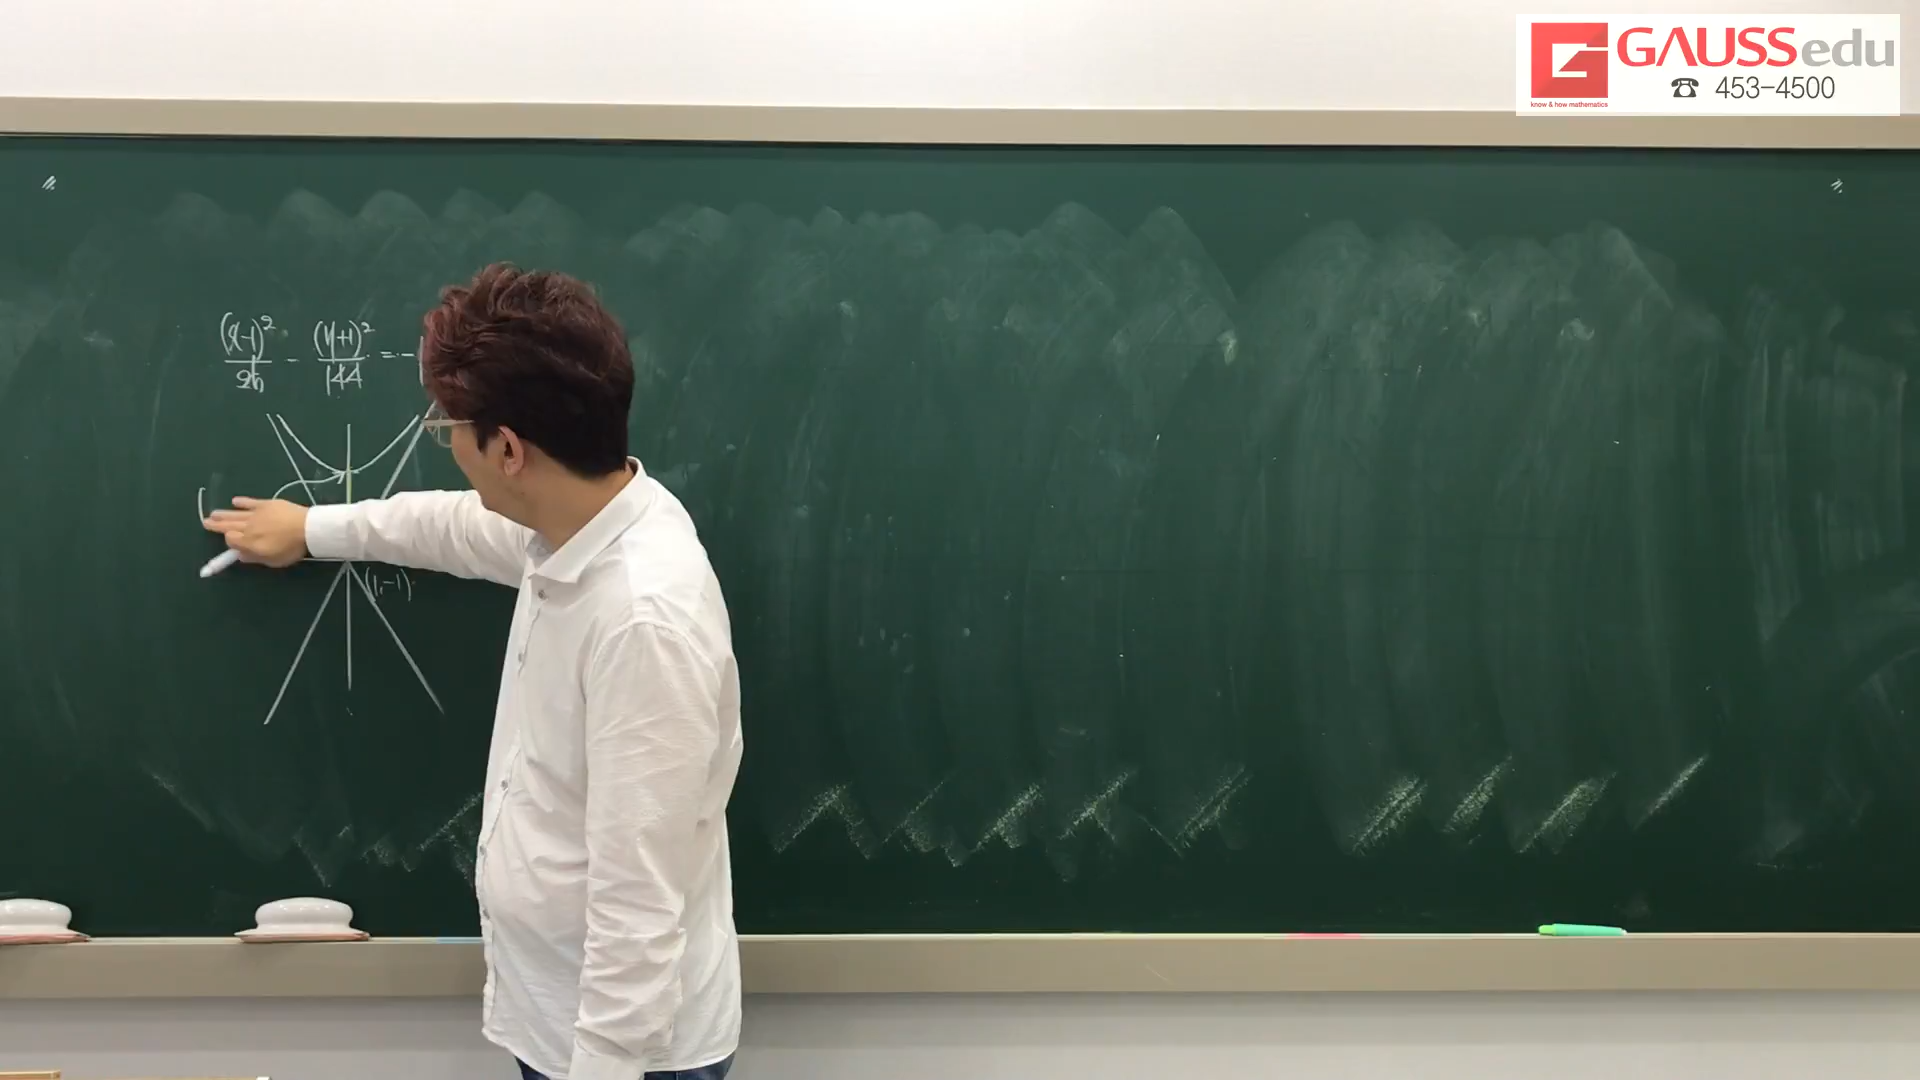 GAUSSedu
☎ 453-4500
know & how mathematics
(x-1)² / 25 - (y+1)² / 144 = -1
(1,-1)